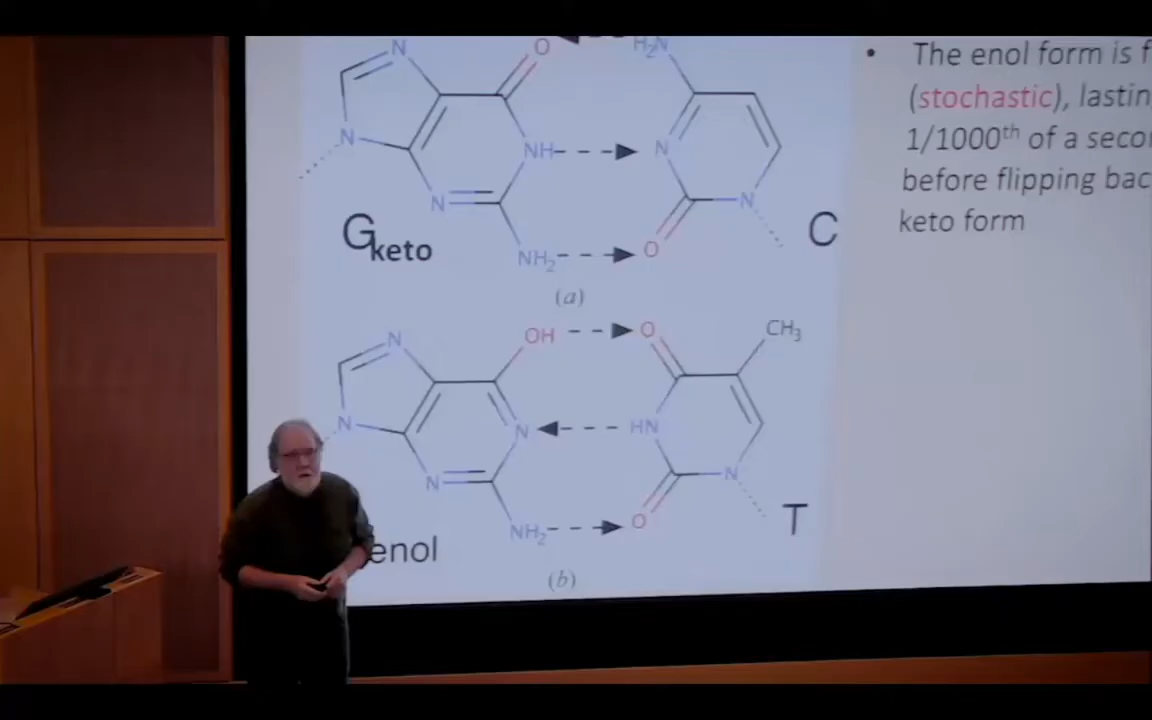 N
O
H₂N
The enol form is f
(stochastic), lastin
N
NH
N
1/1000th of a seco
before flipping bac
N
N
G keto
C
keto form
NH₂
O
(a)
N
OH
O
CH₃
N
N
HN
N
N
enol
NH₂
O
T
(b)